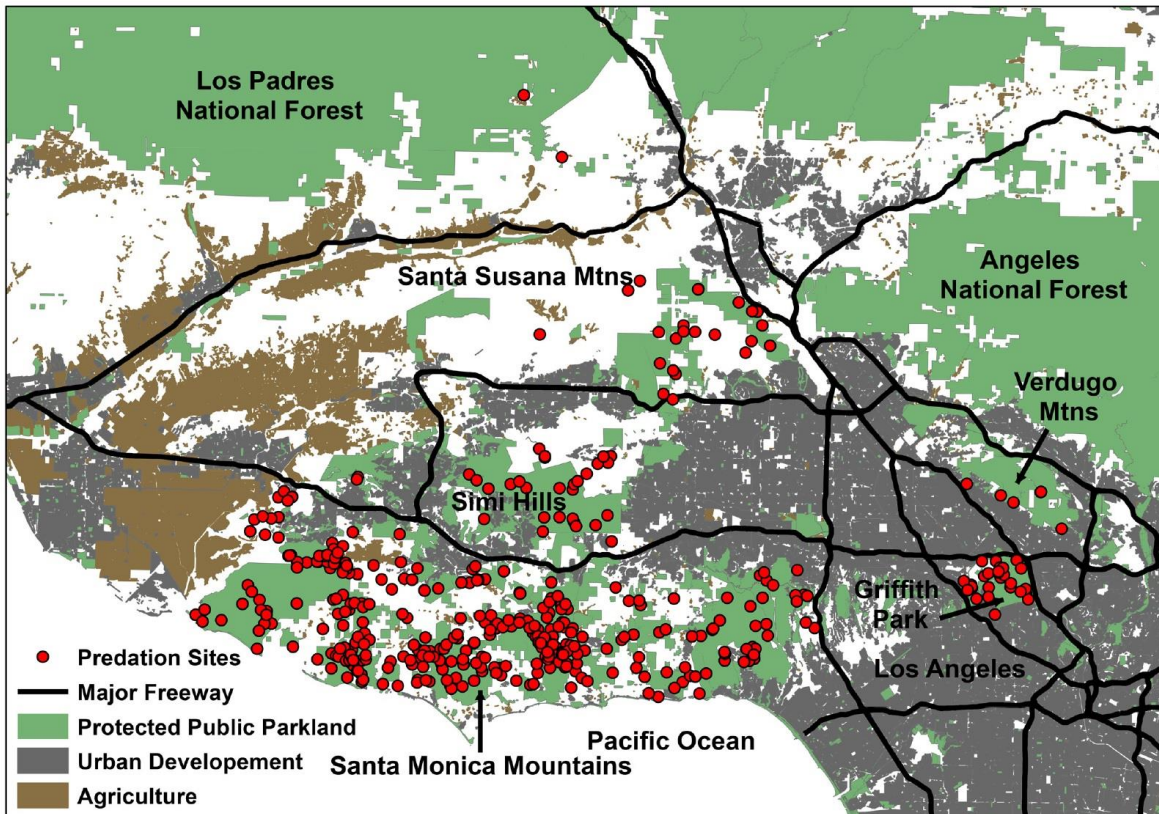 Los Padres
National Forest
Santa Susana Mtns
Angeles
National Forest
Verdugo
Mtns
Simi Hills
Griffith
Park
Los Angeles
Pacific Ocean
Santa Monica Mountains
Predation Sites
Major Freeway
Protected Public Parkland
Urban Developement
Agriculture